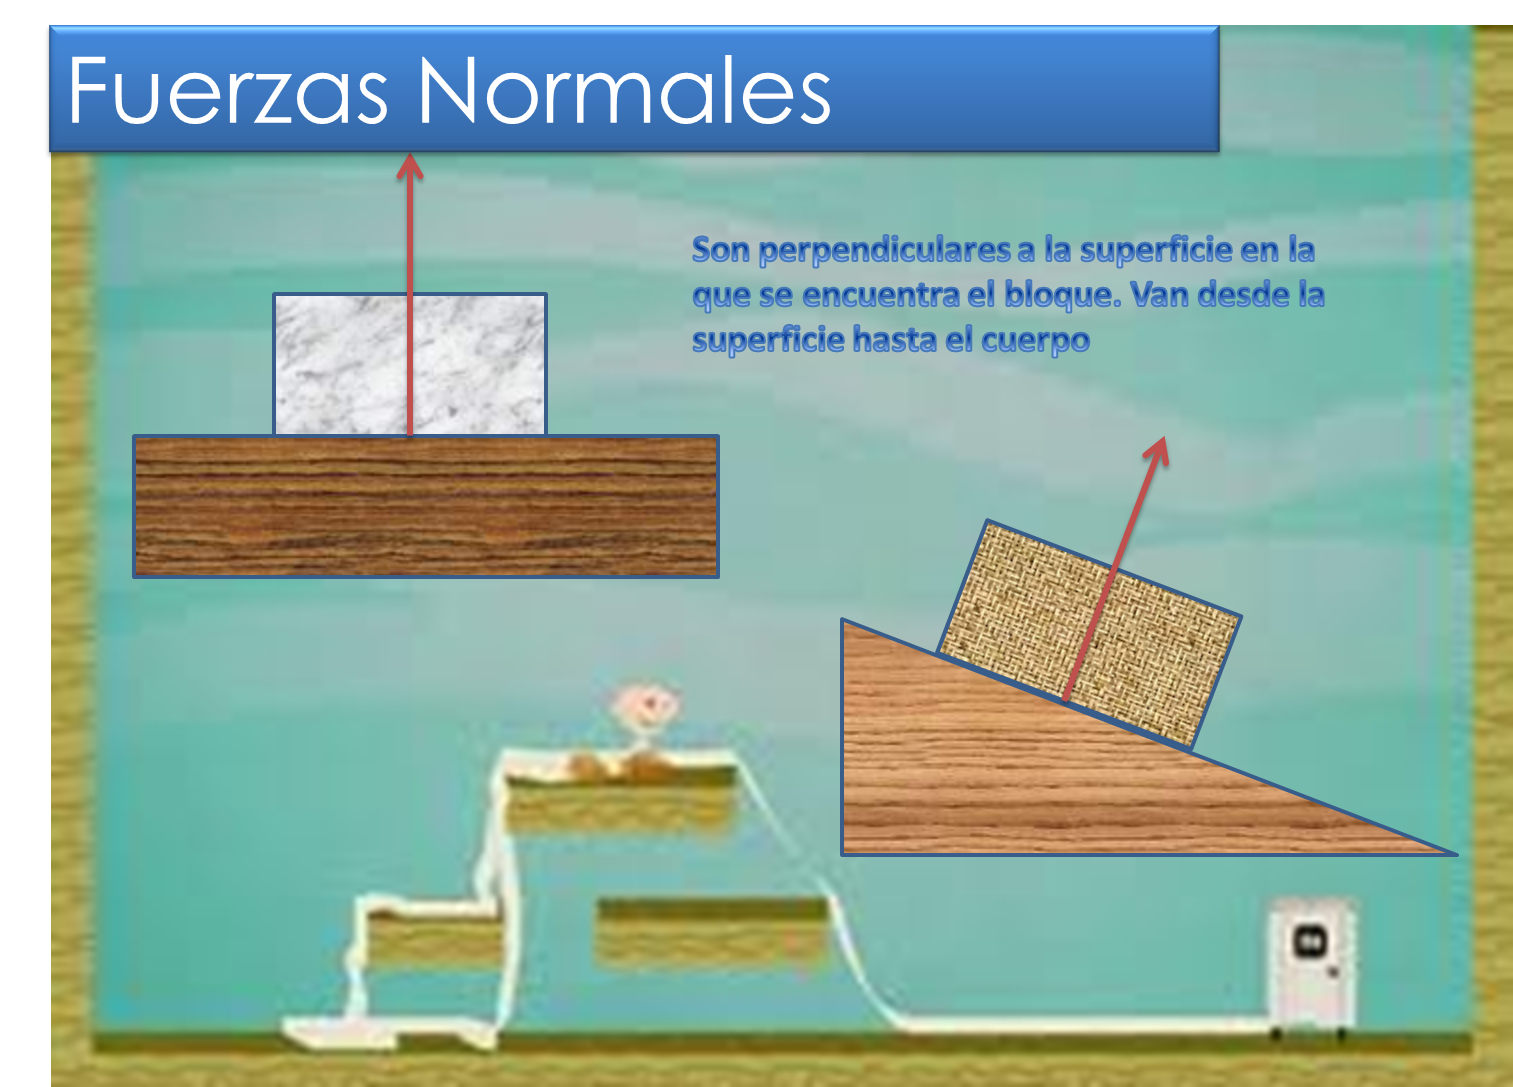 Fuerzas Normales
Son perpendiculares a la superficie en la
que se encuentra el bloque. Van desde la
superficie hasta el cuerpo